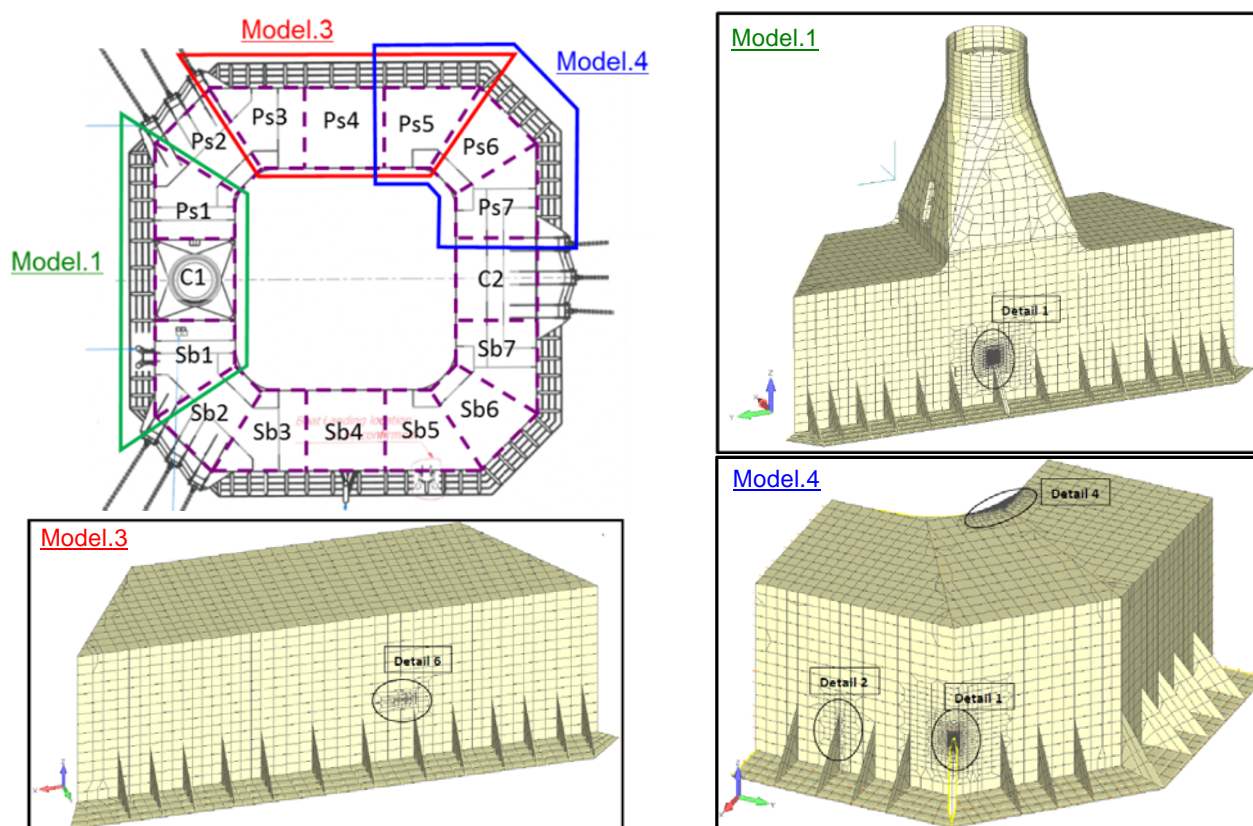 Model.3
Model.4
Ps3
Ps4
Ps5
Ps2
Ps6
Ps1
Ps7
Model.1
C1
C2
Sb1
Sb7
Sb2
Sb6
Sb3
Sb4
Sb5
landing location
Model.1
Detail 1
Z
Y
X
Model.3
Detail 6
Z
X
Model.4
Detail 4
Detail 2
Detail 1
Z
X
Y